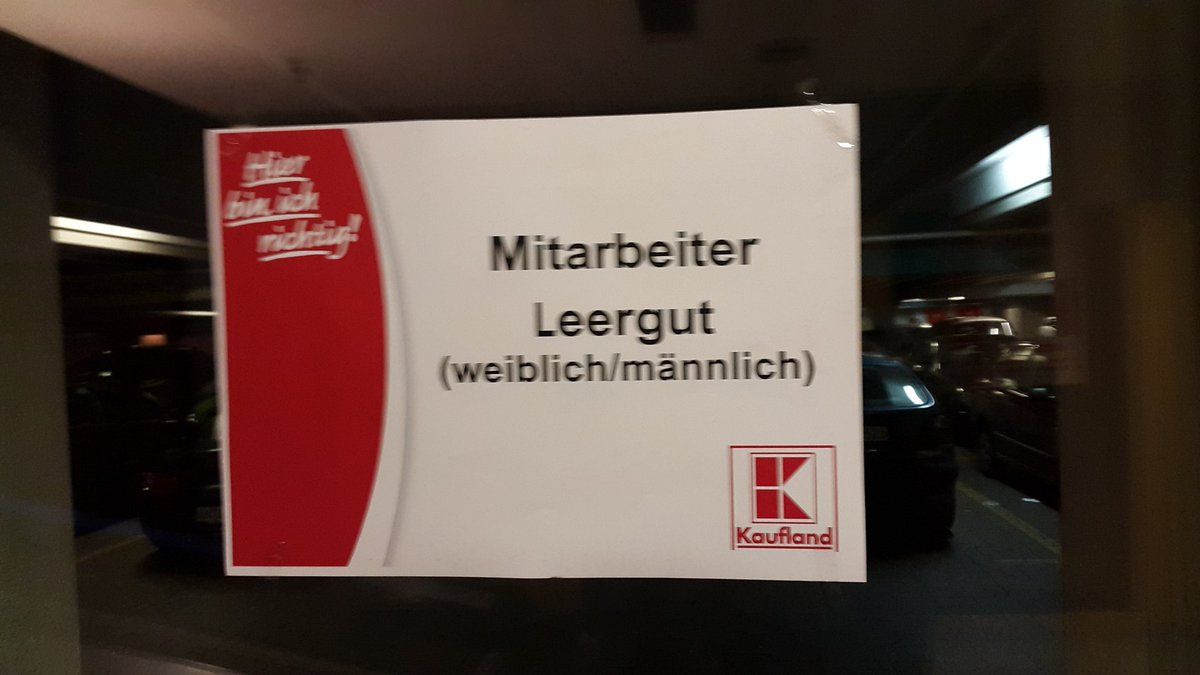 Hier
bin ich
richtig!
Mitarbeiter
Leergut
(weiblich/männlich)
Kaufland